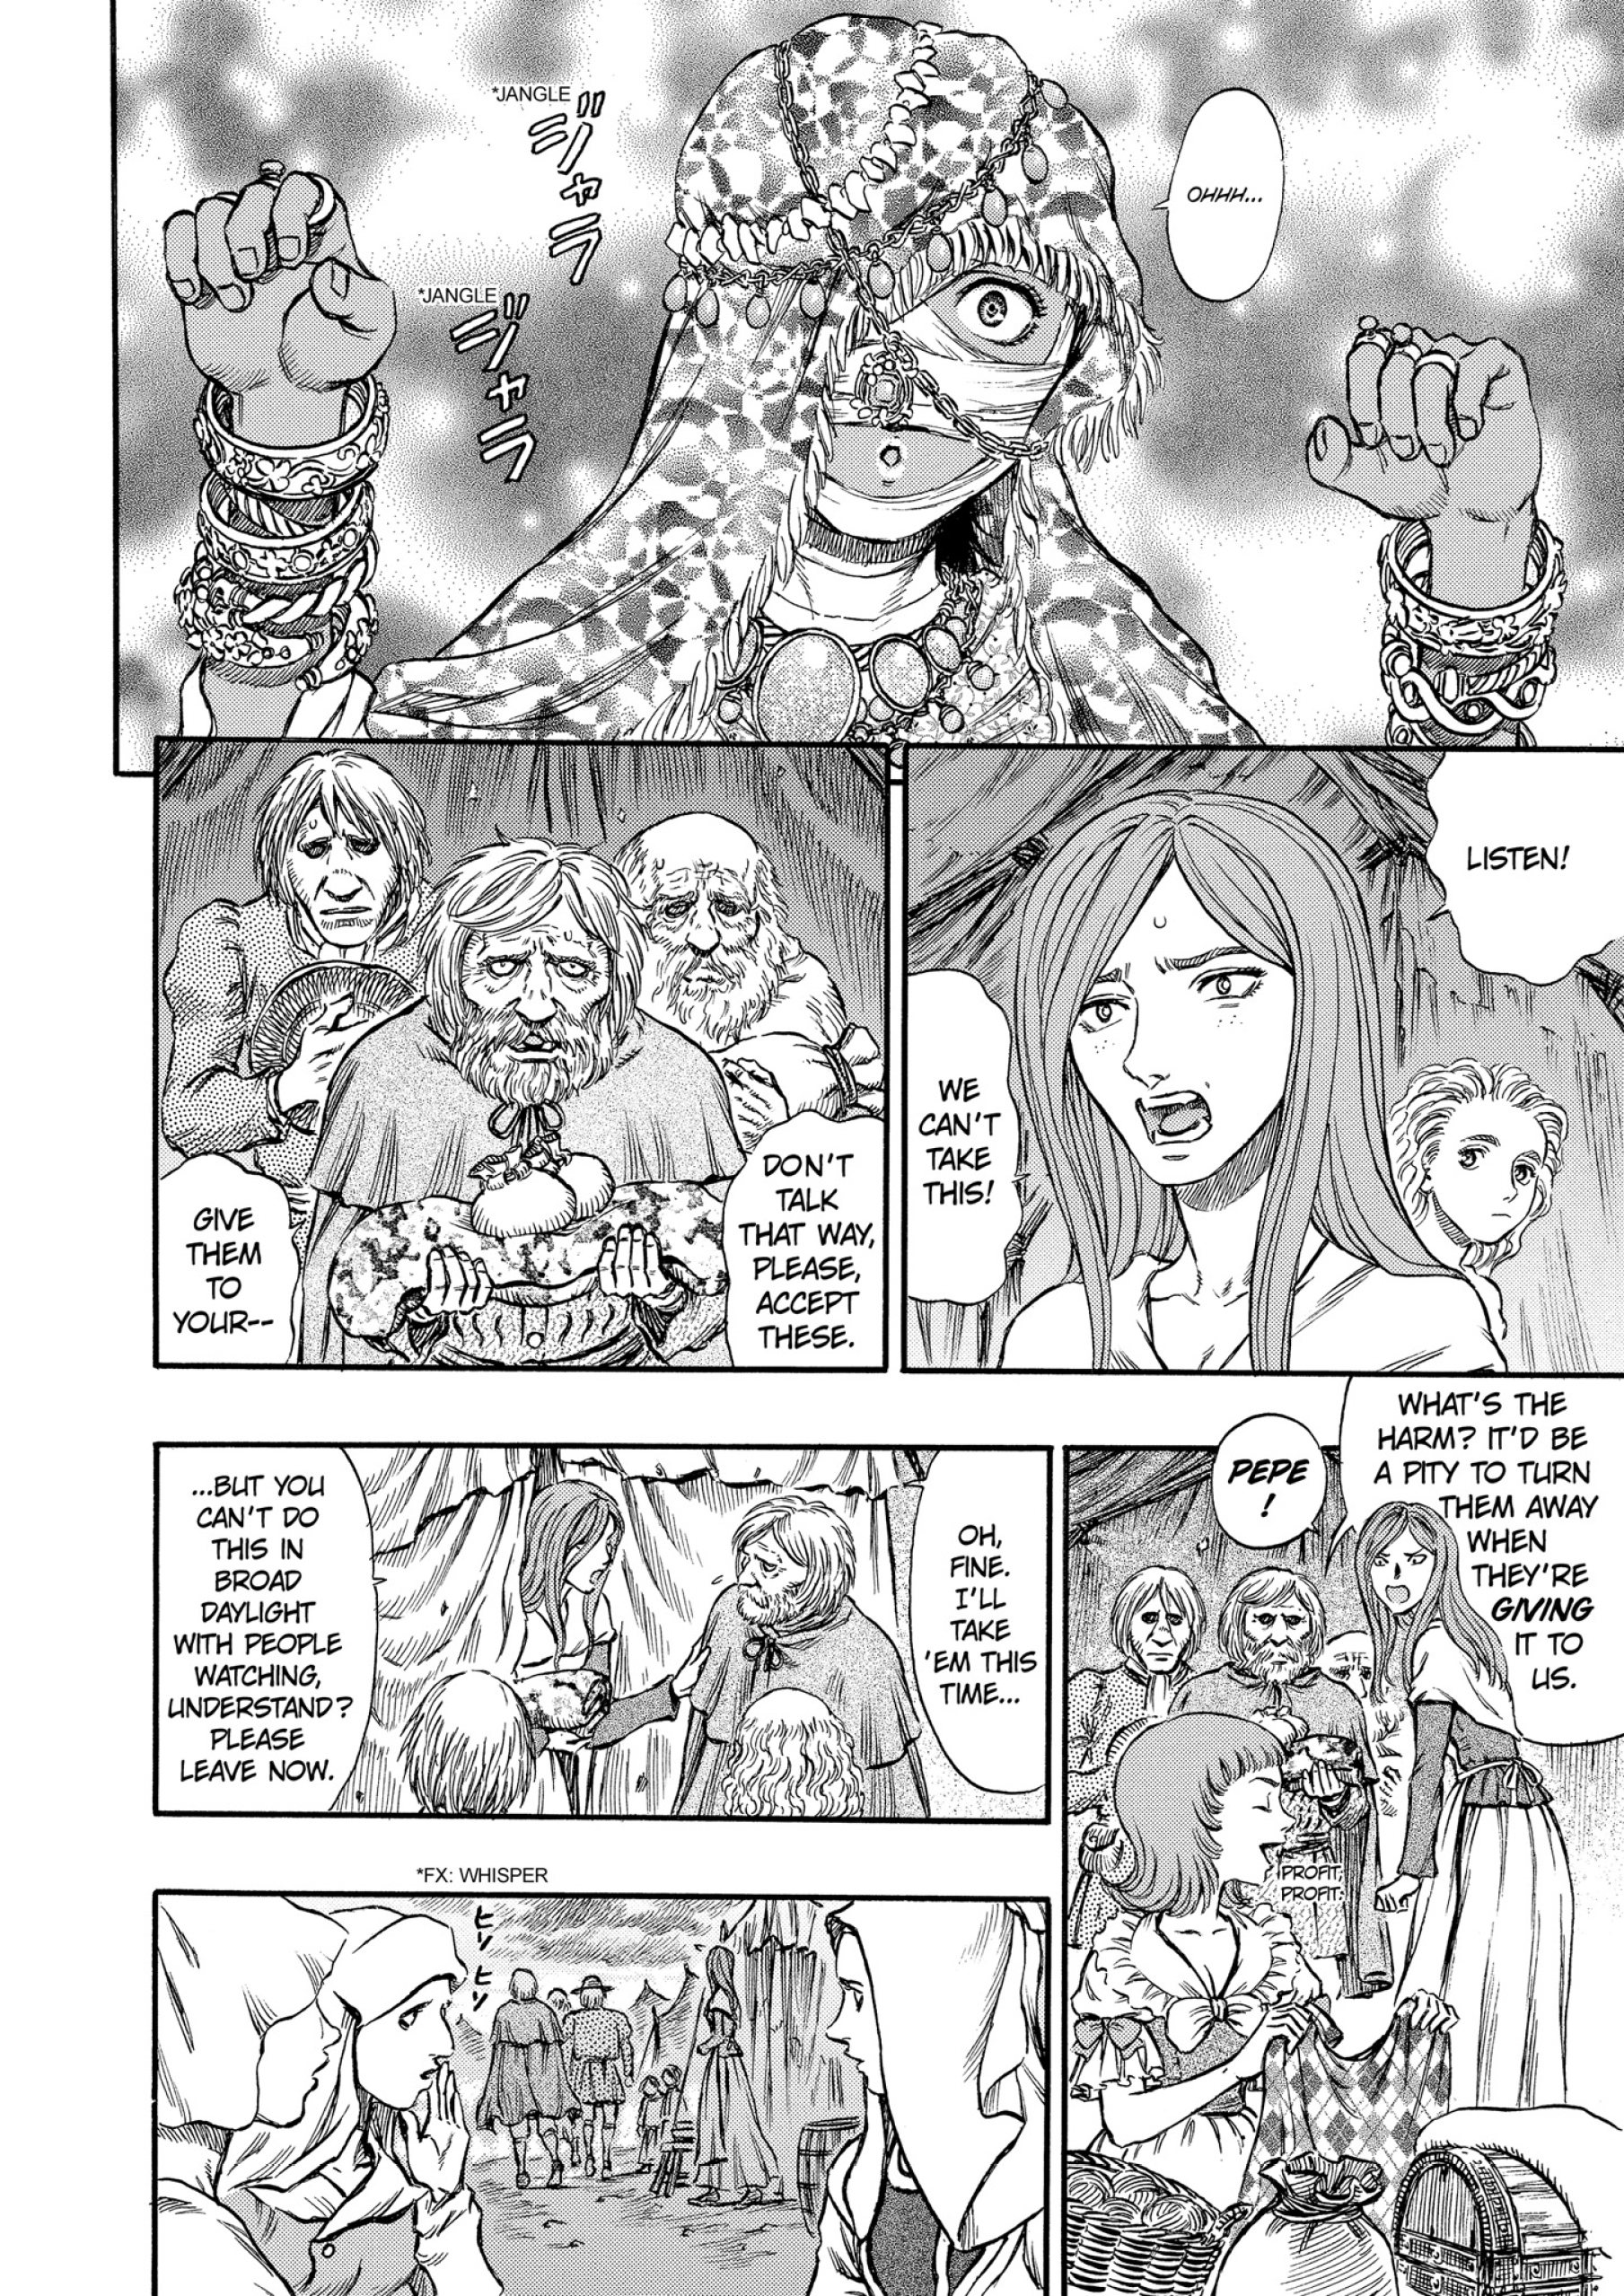 OHHH...
*JANGLE
ジャラ
*JANGLE
ジャラ
LISTEN!
WE
CAN'T
TAKE
THIS!
DON'T
TALK
THAT WAY,
PLEASE,
ACCEPT
THESE.
GIVE
THEM
TO
YOUR--
WHAT'S THE
HARM? IT'D BE
A PITY TO TURN
THEM AWAY
WHEN
THEY'RE
GIVING
IT TO
US.
PEPE
!
PROFIT,
PROFIT.
OH,
FINE.
I'LL
TAKE
'EM THIS
TIME...
...BUT YOU
CAN'T DO
THIS IN
BROAD
DAYLIGHT
WITH PEOPLE
WATCHING,
UNDERSTAND?
PLEASE
LEAVE NOW.
*FX: WHISPER
ヒソ
ヒソ